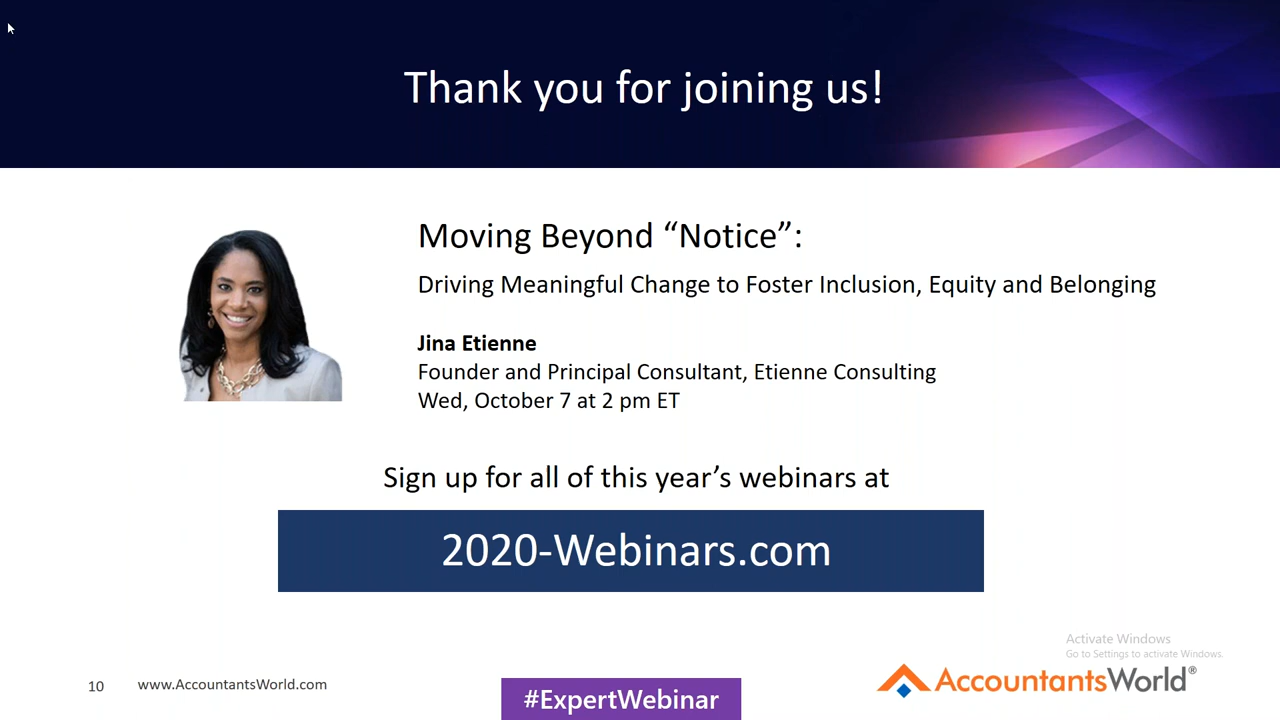 Thank you for joining us!
Moving Beyond “Notice”:
Driving Meaningful Change to Foster Inclusion, Equity and Belonging
Jina Etienne
Founder and Principal Consultant, Etienne Consulting
Wed, October 7 at 2 pm ET
Sign up for all of this year’s webinars at
2020-Webinars.com
Activate Windows
Go to Settings to activate Windows.
10
www.AccountantsWorld.com
#ExpertWebinar
AccountantsWorld®